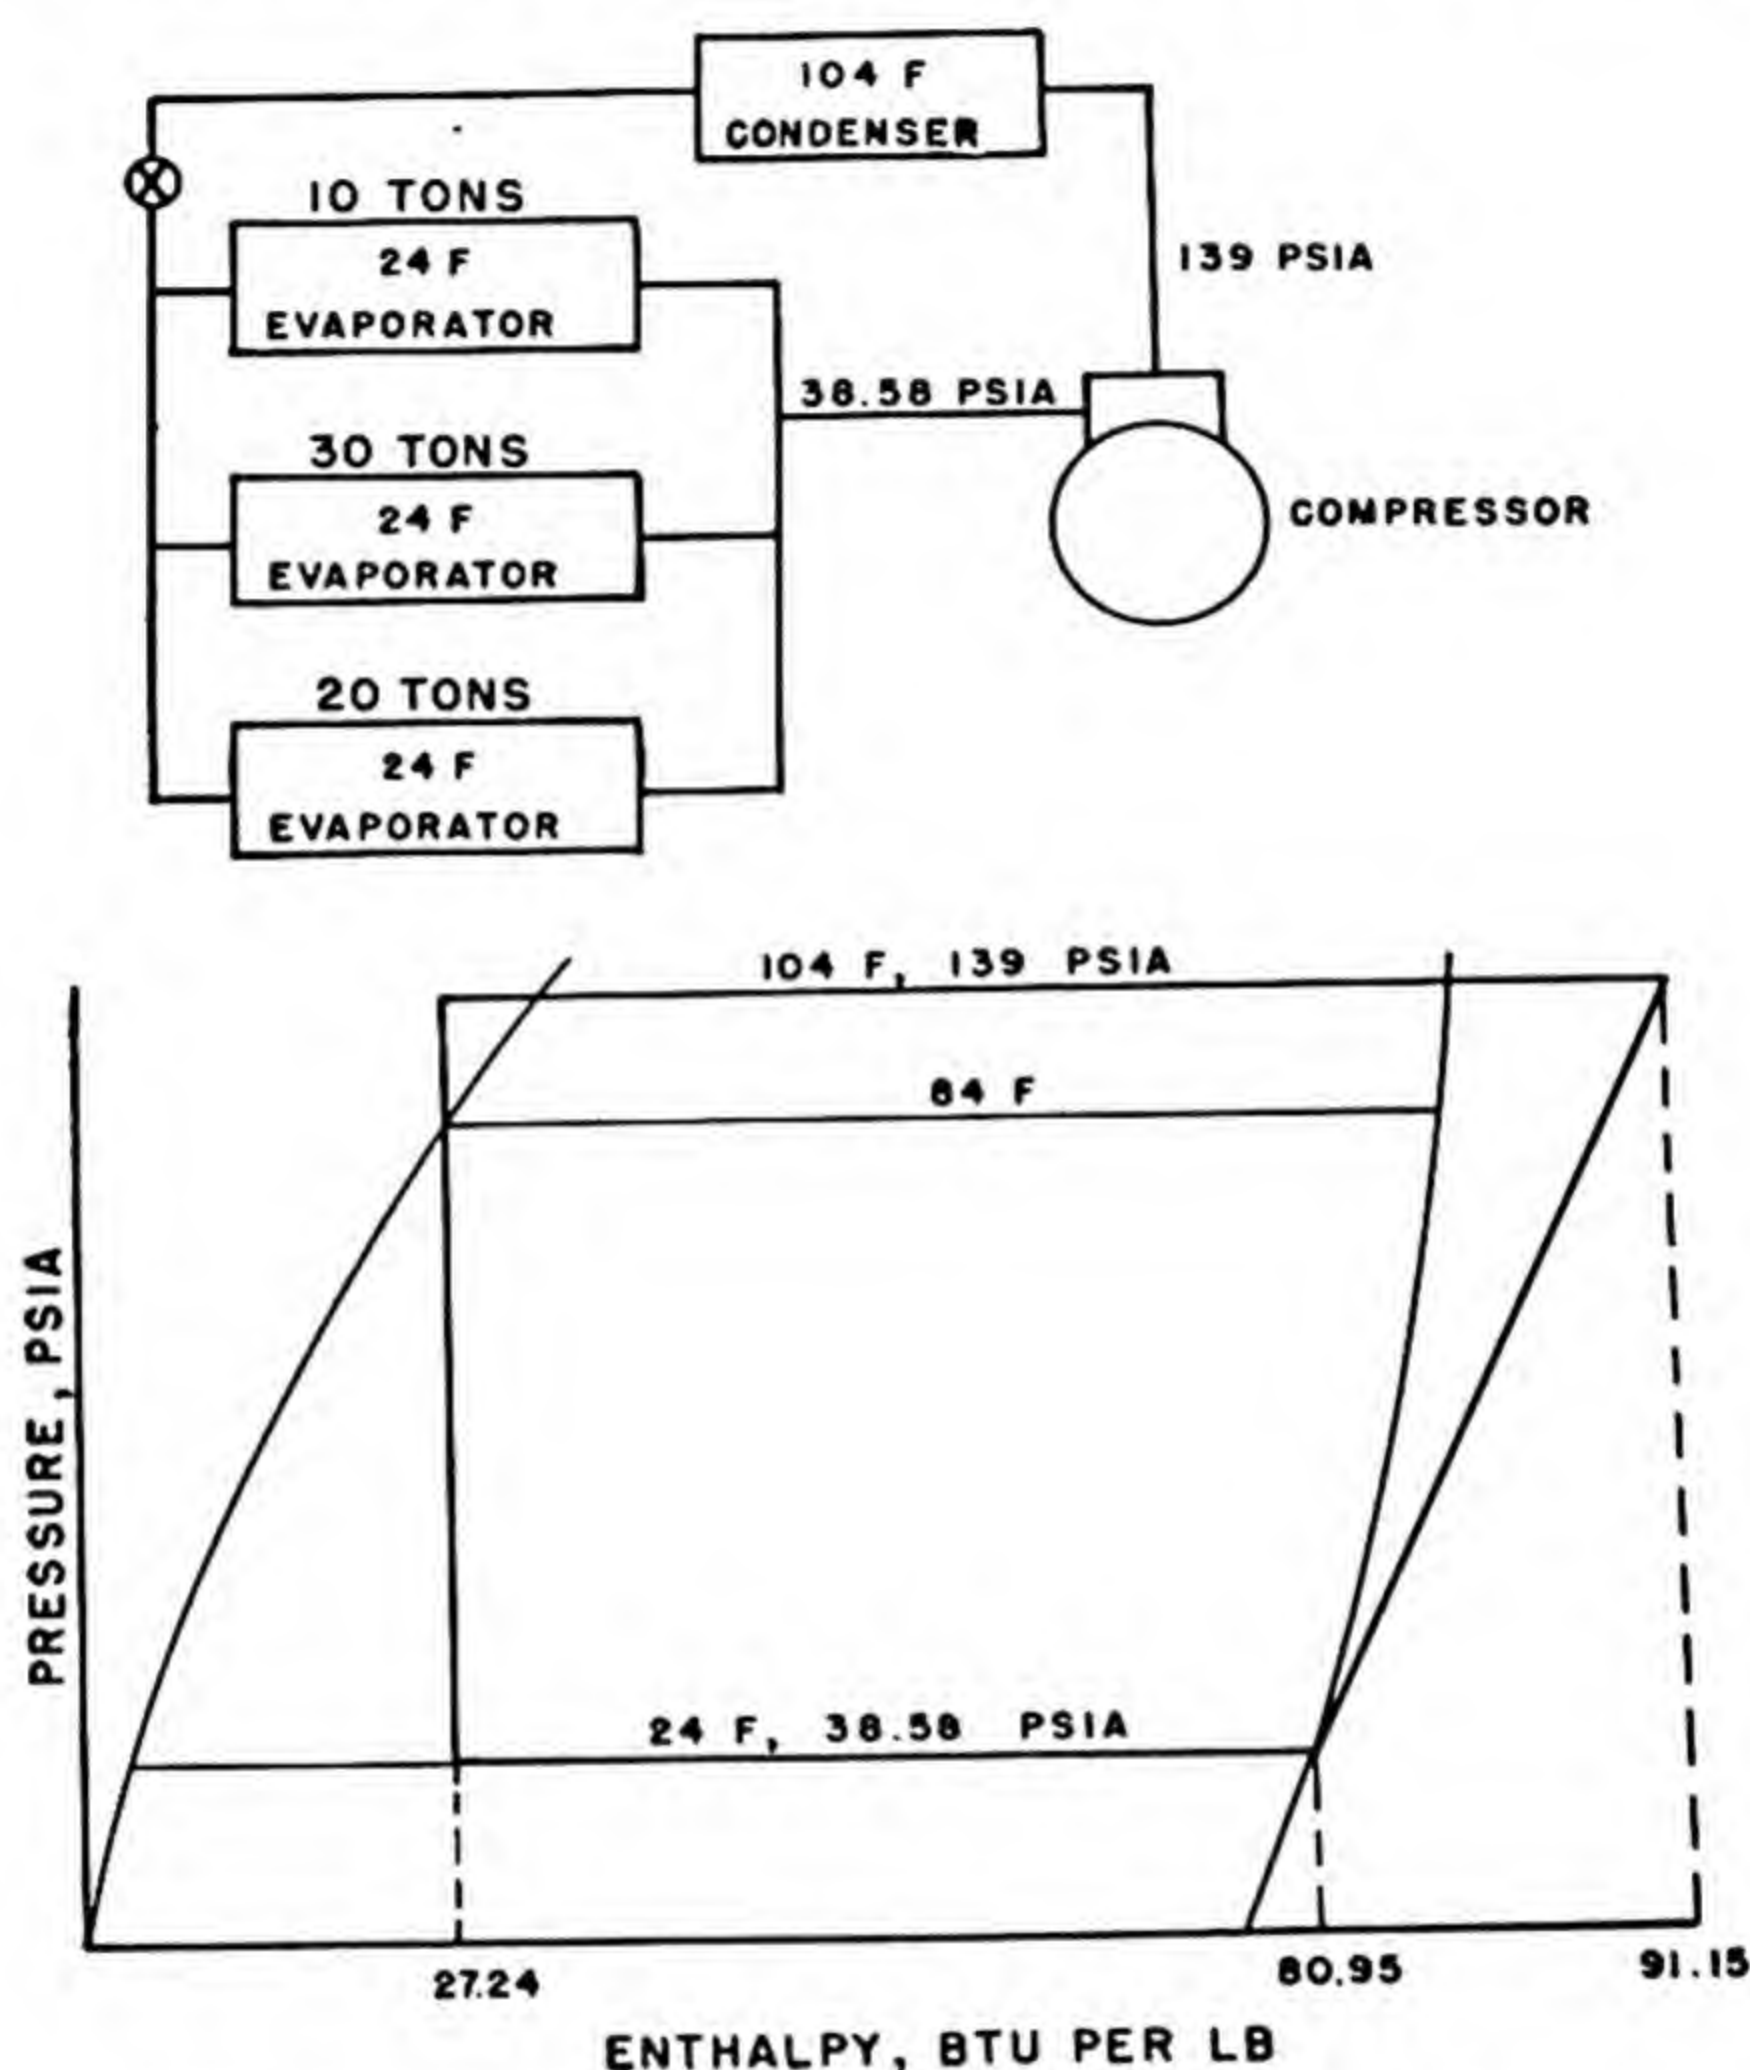 104 F
CONDENSER
10 TONS
24 F
EVAPORATOR
139 PSIA
38.58 PSIA
30 TONS
24 F
EVAPORATOR
COMPRESSOR
20 TONS
24 F
EVAPORATOR
104 F, 139 PSIA
84 F
PRESSURE, PSIA
24 F, 38.58 PSIA
27.24
80.95
91.15
ENTHALPY, BTU PER LB